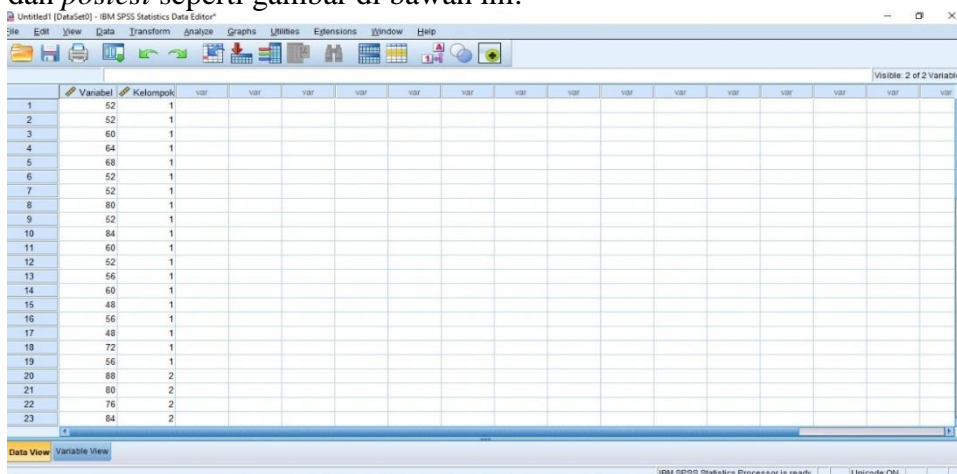 dan postest seperti gambar di bawah ini:
Untitled1 [DataSet0] - IBM SPSS Statistics Data Editor*
File Edit View Data Transform Analyze Graphs Utilities Extensions Window Help
Visible: 2 of 2 Variable
Variabel Kelompok var var var var var var var var var var var var var
1 52 1
2 52 1
3 60 1
4 64 1
5 68 1
6 52 1
7 52 1
8 80 1
9 52 1
10 84 1
11 60 1
12 52 1
13 56 1
14 60 1
15 48 1
16 56 1
17 48 1
18 72 1
19 56 1
20 88 2
21 80 2
22 76 2
23 84 2
Data View Variable View
IBM SPSS Statistics Processor is ready Unicode:ON